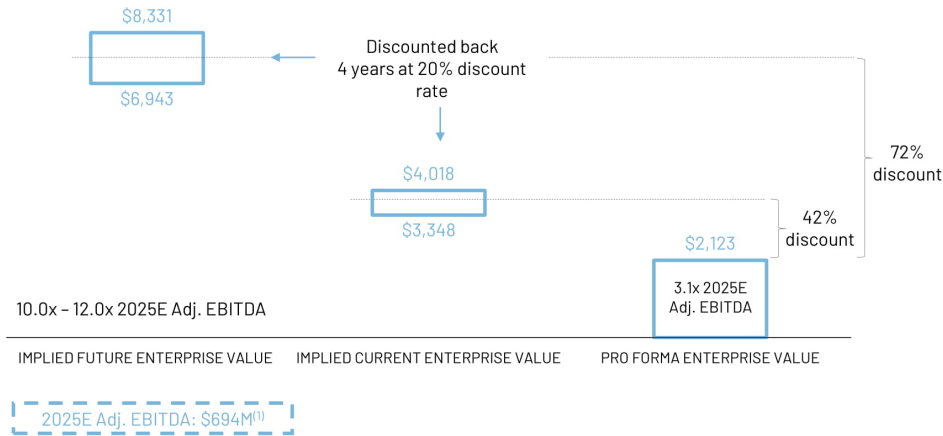 $8,331
$6,943
Discounted back
4 years at 20% discount
rate
$4,018
$3,348
72%
discount
42%
discount
$2,123
3.1x 2025E
Adj. EBITDA
10.0x – 12.0x 2025E Adj. EBITDA
IMPLIED FUTURE ENTERPRISE VALUE
IMPLIED CURRENT ENTERPRISE VALUE
PRO FORMA ENTERPRISE VALUE
2025E Adj. EBITDA: $694M(1)